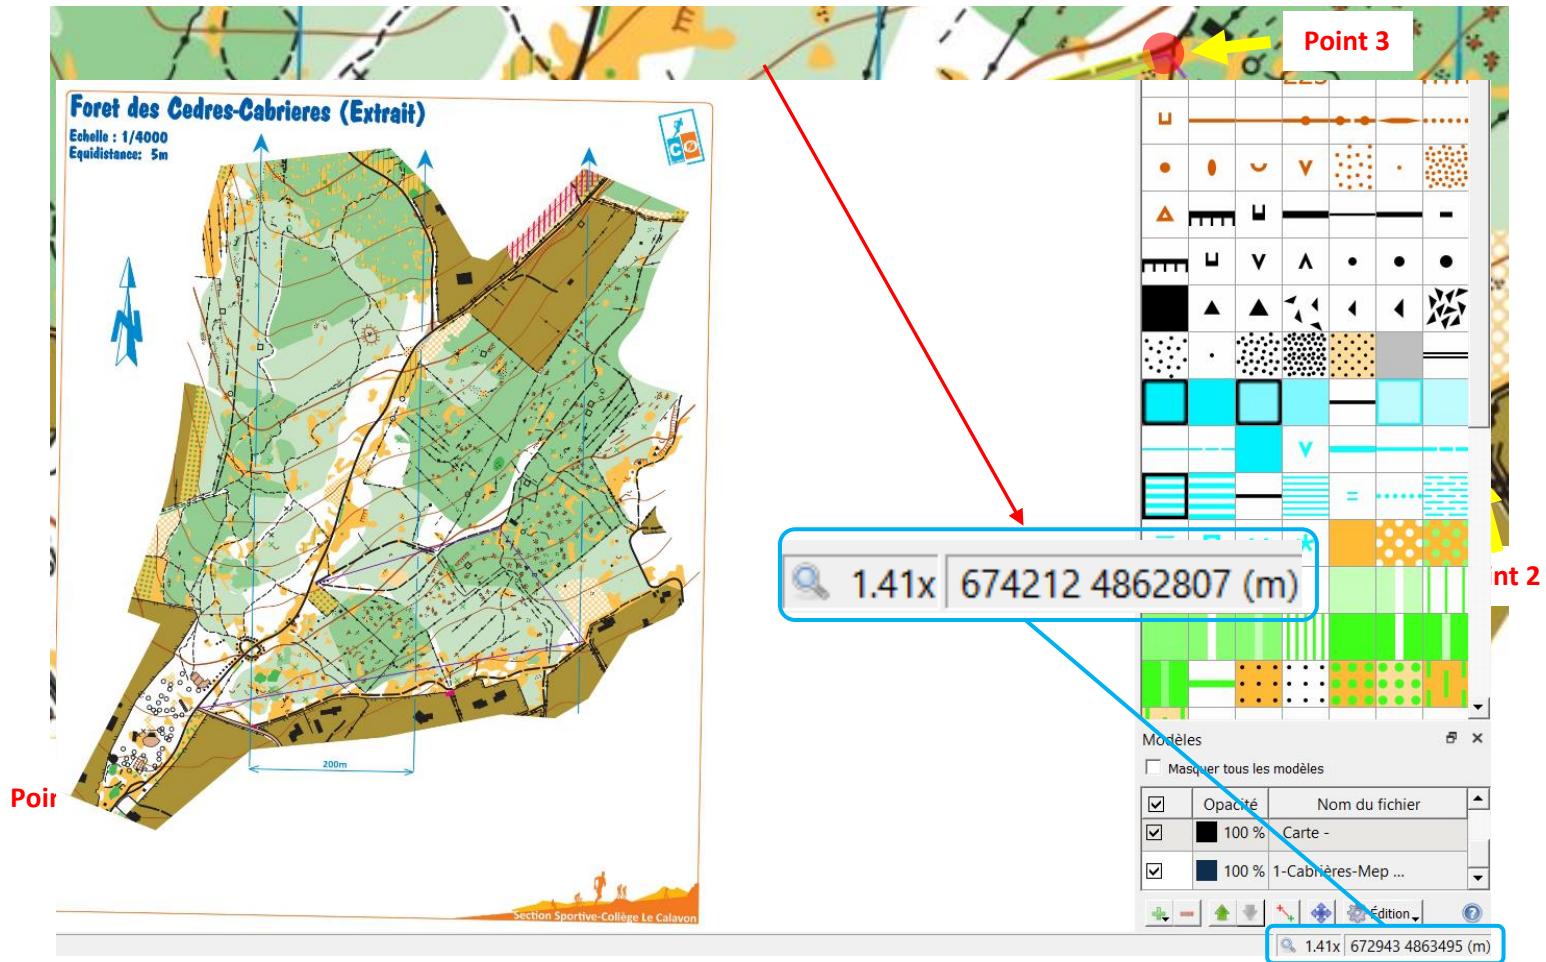 Point 3
Foret des Cedres-Cabrieres (Extrait)
Echelle : 1/4000
Equidistance: 5m
CO
N
1.41x 674212 4862807 (m)
nt 2
Modèles
Masquer tous les modèles
Opacité Nom du fichier
100 % Carte -
100 % 1-Cabrières-Mep ...
200m
Poin
Section Sportive-Collège Le Calavon
Édition
1.41x 672943 4863495 (m)